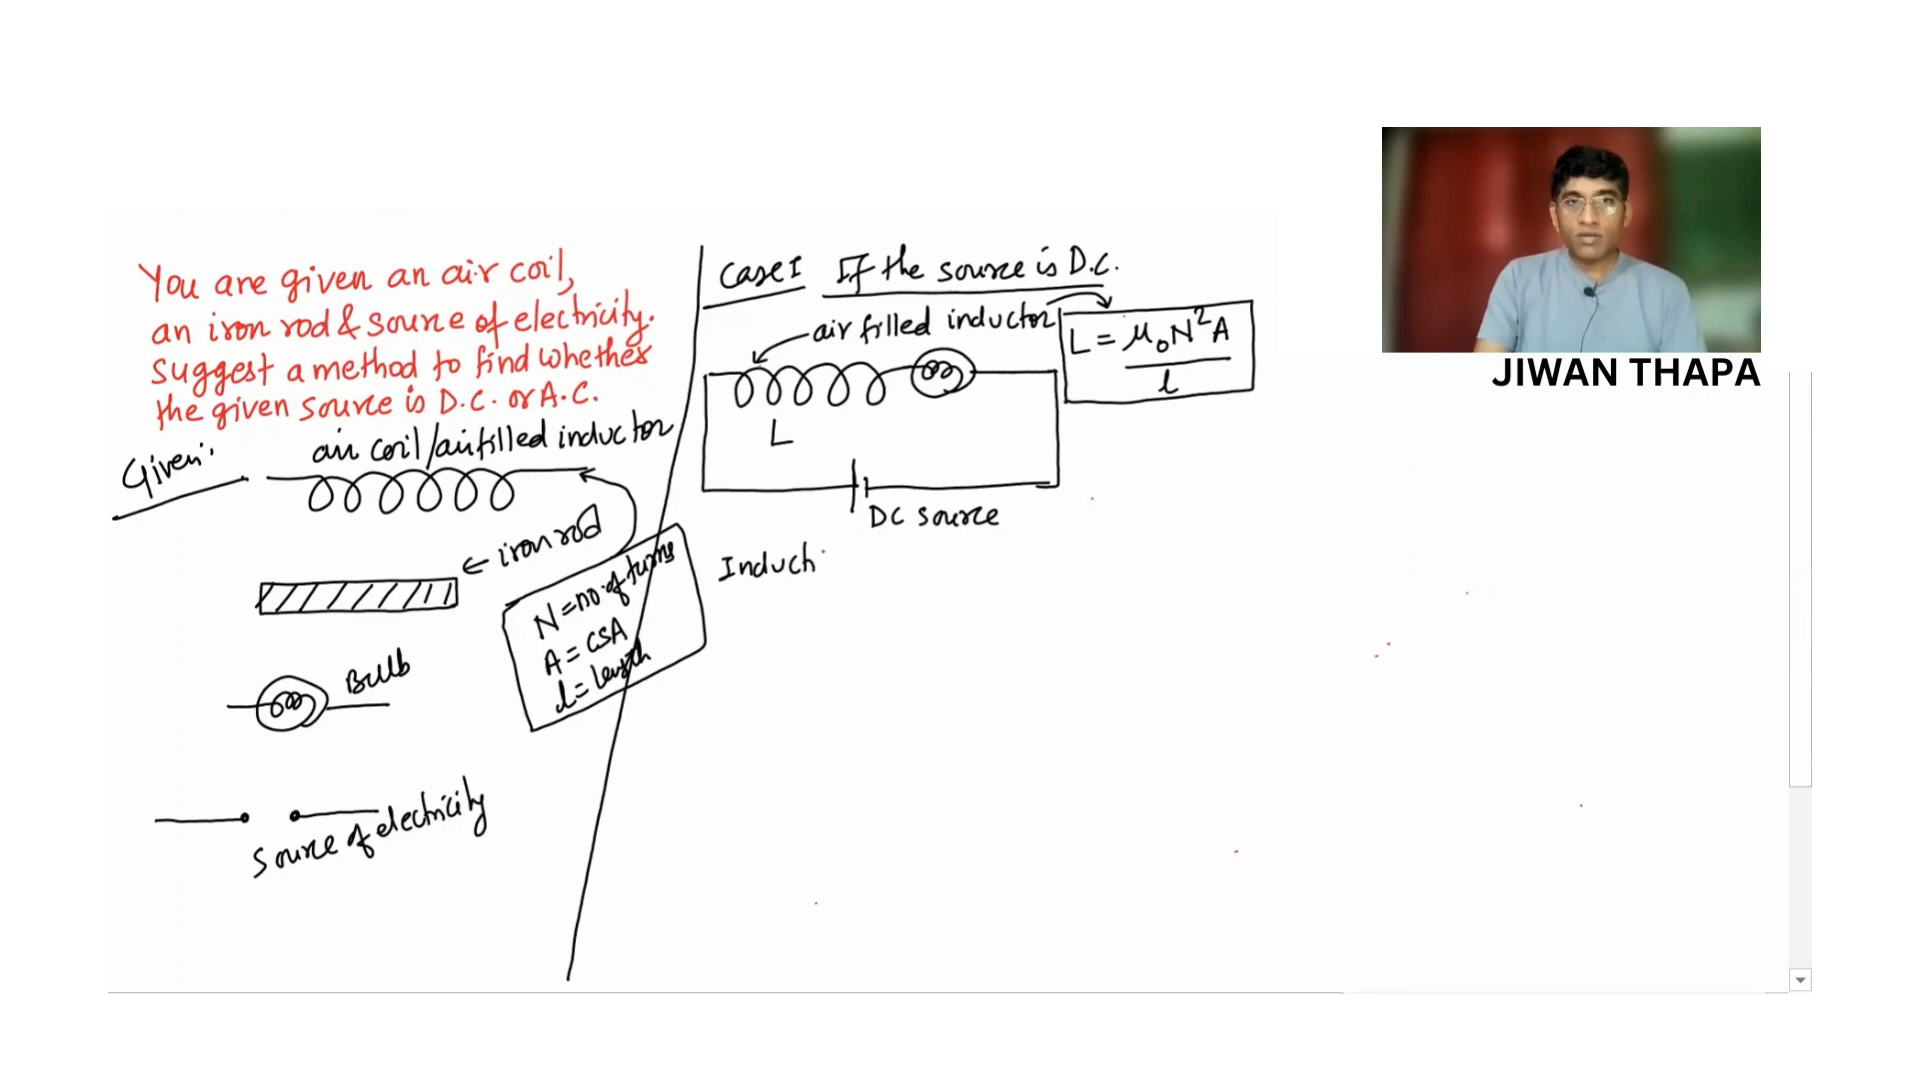 You are given an air coil,
an iron rod & source of electricity.
suggest a method to find whether
the given source is D.C. or A.C.
Given:
air coil/airfilled inductor
← iron rod
N = no. of turns
A = CSA
l = length
Bulb
Source of electricity
Case I If the source is D.C.
air filled inductor
L = μ₀N²A
l
L
DC source
Induch
JIWAN THAPA